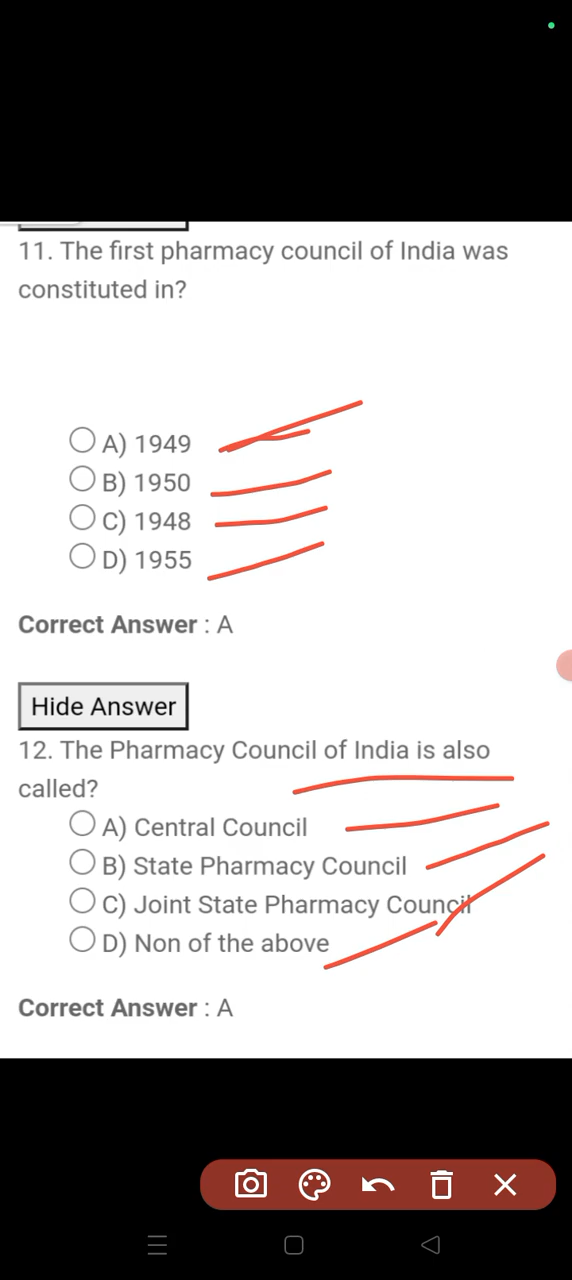 11. The first pharmacy council of India was
constituted in?
A) 1949
B) 1950
C) 1948
D) 1955
Correct Answer : A
Hide Answer
12. The Pharmacy Council of India is also
called?
A) Central Council
B) State Pharmacy Council
C) Joint State Pharmacy Council
D) Non of the above
Correct Answer : A